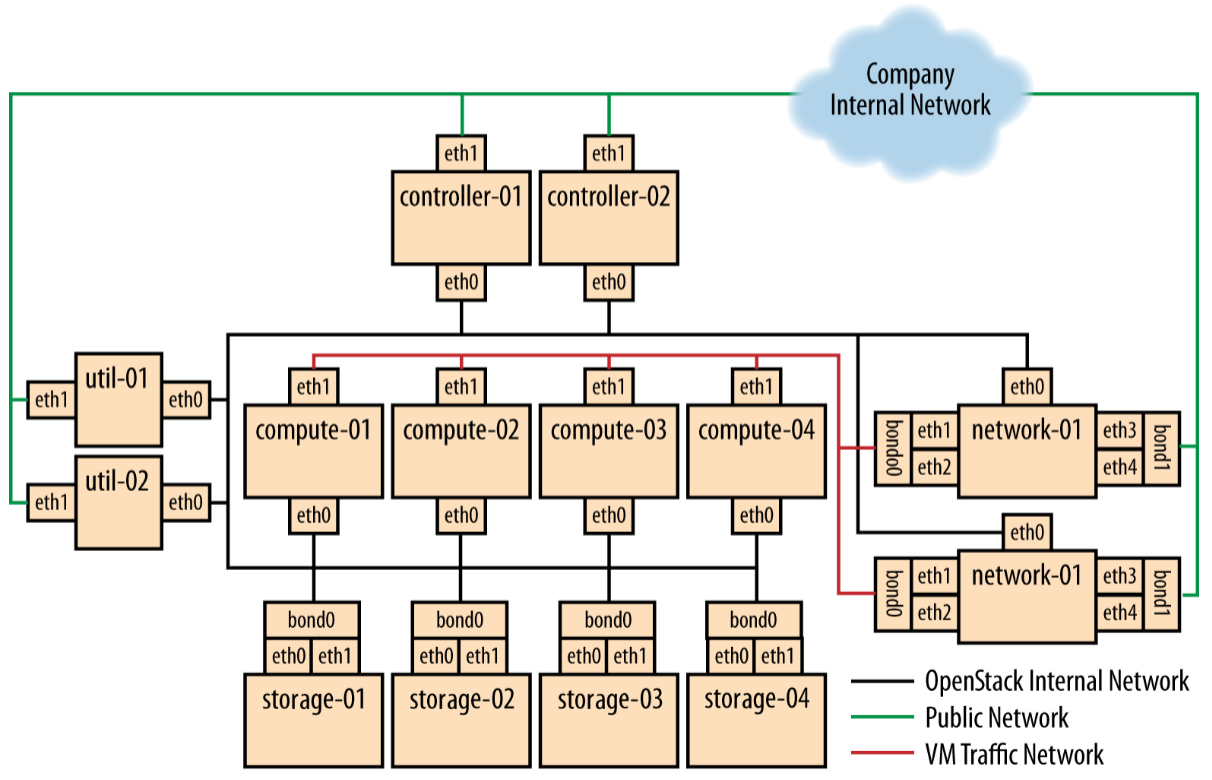 Company
Internal Network
eth1
eth1
controller-01
controller-02
eth0
eth0
util-01
eth1
eth0
util-02
eth1
eth0
eth1
eth1
eth1
eth1
compute-01
compute-02
compute-03
compute-04
eth0
eth0
eth0
eth0
eth0
bondo0
eth1
eth2
network-01
eth3
eth4
bond1
eth0
bond0
eth1
eth2
network-01
eth3
eth4
bond1
bond0
bond0
bond0
bond0
eth0 eth1
eth0 eth1
eth0 eth1
eth0 eth1
storage-01
storage-02
storage-03
storage-04
OpenStack Internal Network
Public Network
VM Traffic Network